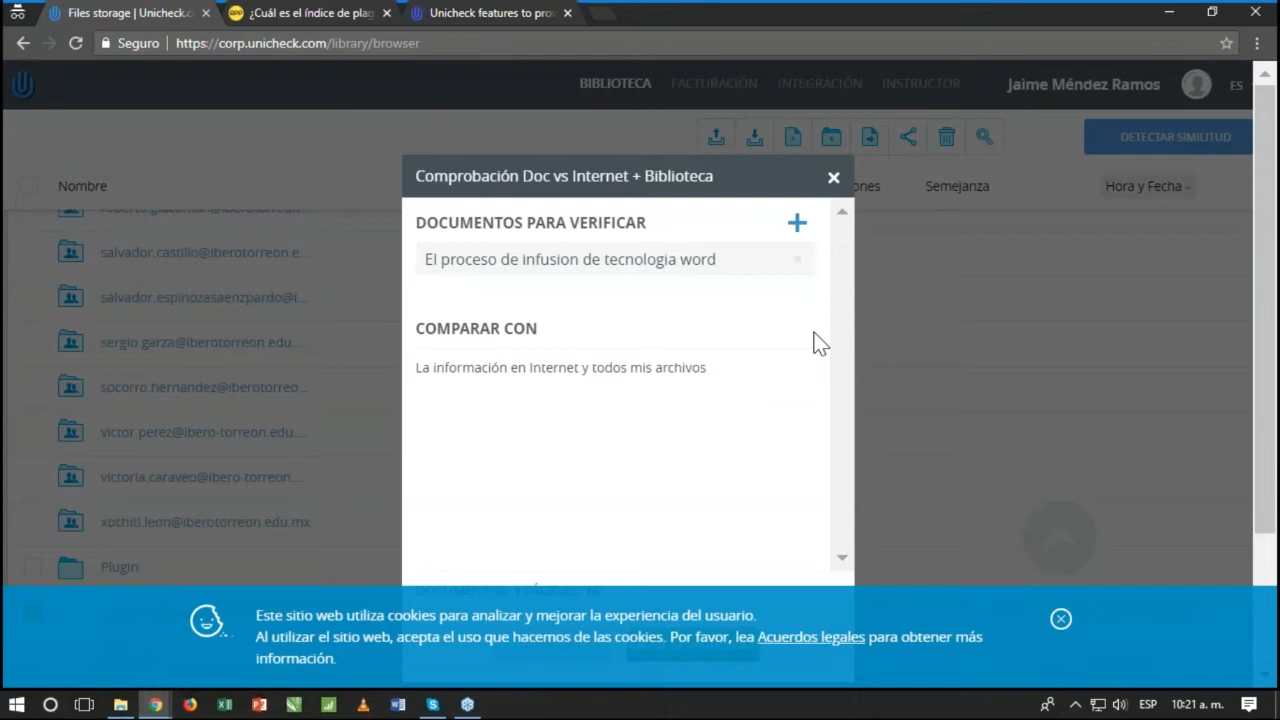 Files storage | Unicheck.co
¿Cuál es el índice de plag
Unicheck features to pro
Seguro
https://corp.unicheck.com/library/browser
BIBLIOTECA
FACTURACIÓN
INTEGRACIÓN
INSTRUCTOR
Jaime Méndez Ramos
ES
DETECTAR SIMILITUD
Nombre
ones
Semejanza
Hora y Fecha
salvador.castillo@iberotorreon.e...
salvador.espinozasaenzpardo@i...
sergio.garza@iberotorreon.edu....
socorro.hernandez@iberotorreo...
victor.perez@ibero-torreon.edu....
victoria.caraveo@ibero-torreon....
xochitl.leon@iberotorreon.edu.mx
Plugin
Comprobación Doc vs Internet + Biblioteca
DOCUMENTOS PARA VERIFICAR
El proceso de infusion de tecnologia word
COMPARAR CON
La información en Internet y todos mis archivos
Este sitio web utiliza cookies para analizar y mejorar la experiencia del usuario.
Al utilizar el sitio web, acepta el uso que hacemos de las cookies. Por favor, lea Acuerdos legales para obtener más
información.
ESP
10:21 a. m.